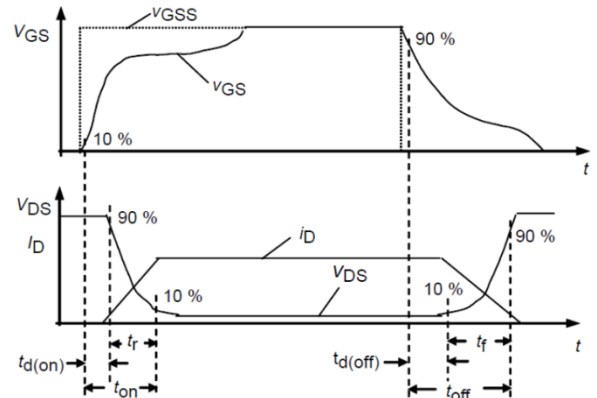 vGSS
VGS
90 %
vGS
10 %
t
VDS
90 %
ID
iD
vDS
90 %
10 %
10 %
tr
tf
t
td(on)
td(off)
ton
toff